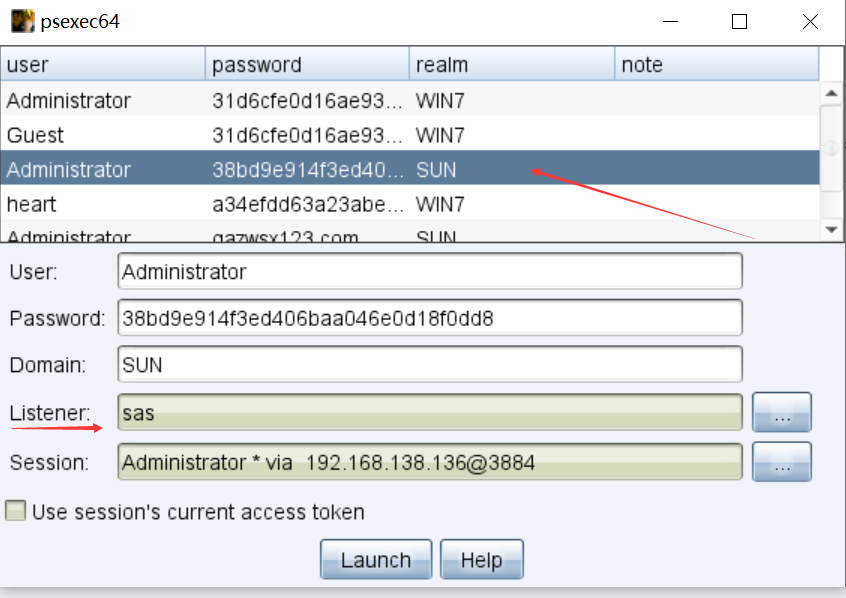 psexec64
user password realm note
Administrator 31d6cfe0d16ae93... WIN7
Guest 31d6cfe0d16ae93... WIN7
Administrator 38bd9e914f3ed40... SUN
heart a34efdd63a23abe... WIN7
Administrator qazwsx123.com SUN
User: Administrator
Password: 38bd9e914f3ed406baa046e0d18f0dd8
Domain: SUN
Listener: sas ...
Session: Administrator * via 192.168.138.136@3884 ...
Use session's current access token
Launch Help